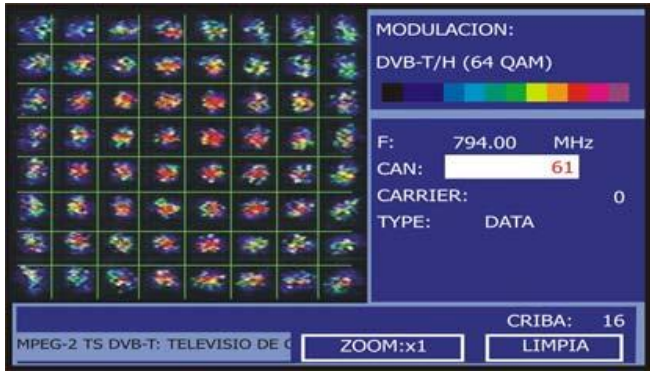 MODULACION:
DVB-T/H (64 QAM)
F: 794.00 MHz
CAN: 61
CARRIER: 0
TYPE: DATA
CRIBA: 16
MPEG-2 TS DVB-T: TELEVISIO DE
ZOOM:x1
LIMPIA